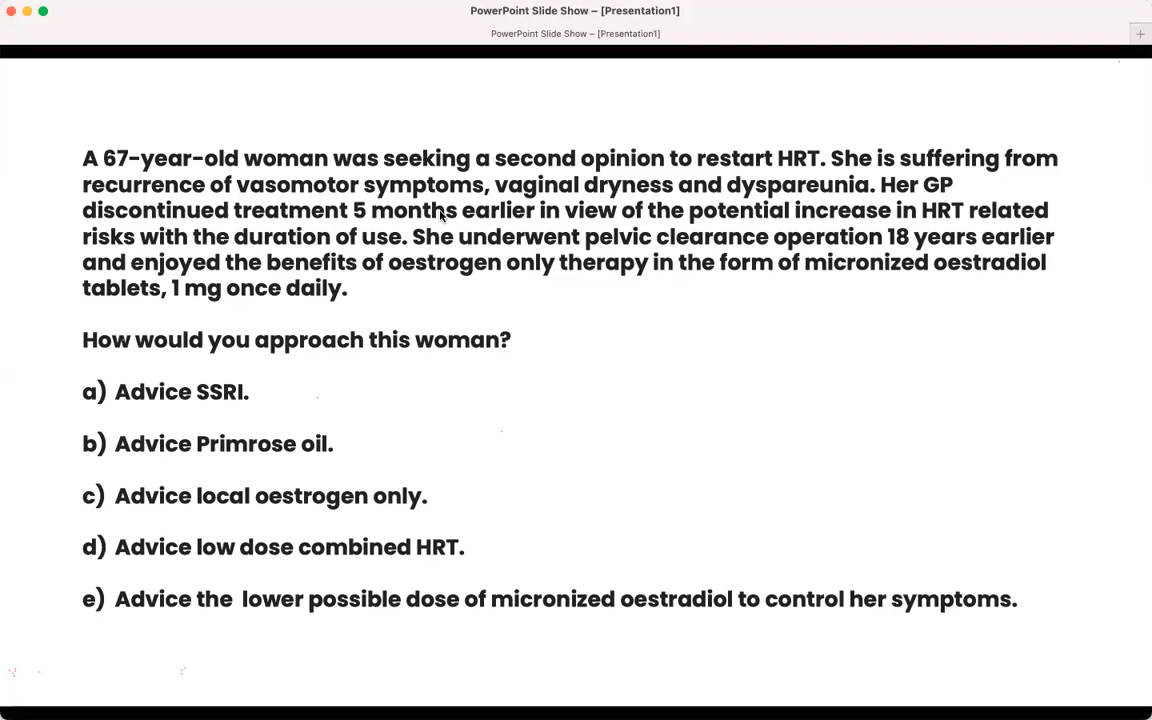 PowerPoint Slide Show – [Presentation1]
PowerPoint Slide Show – [Presentation1]
A 67-year-old woman was seeking a second opinion to restart HRT. She is suffering from
recurrence of vasomotor symptoms, vaginal dryness and dyspareunia. Her GP
discontinued treatment 5 months earlier in view of the potential increase in HRT related
risks with the duration of use. She underwent pelvic clearance operation 18 years earlier
and enjoyed the benefits of oestrogen only therapy in the form of micronized oestradiol
tablets, 1 mg once daily.
How would you approach this woman?
a) Advice SSRI.
b) Advice Primrose oil.
c) Advice local oestrogen only.
d) Advice low dose combined HRT.
e) Advice the lower possible dose of micronized oestradiol to control her symptoms.